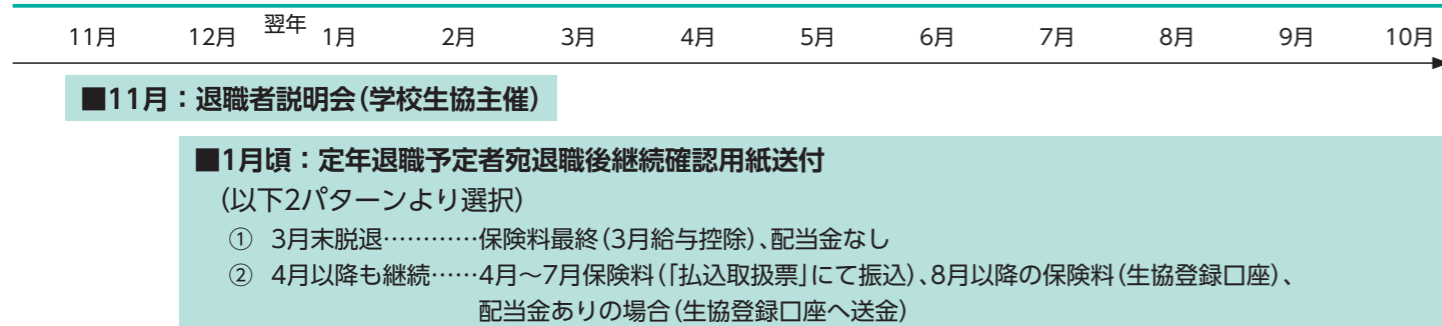 11月 12月 翌年 1月 2月 3月 4月 5月 6月 7月 8月 9月 10月
■11月：退職者説明会（学校生協主催）
■1月頃：定年退職予定者宛退職後継続確認用紙送付
（以下2パターンより選択）
① 3月末脱退…………保険料最終（3月給与控除）、配当金なし
② 4月以降も継続……4月～7月保険料（「払込取扱票」にて振込）、8月以降の保険料（生協登録口座）、
配当金ありの場合（生協登録口座へ送金）